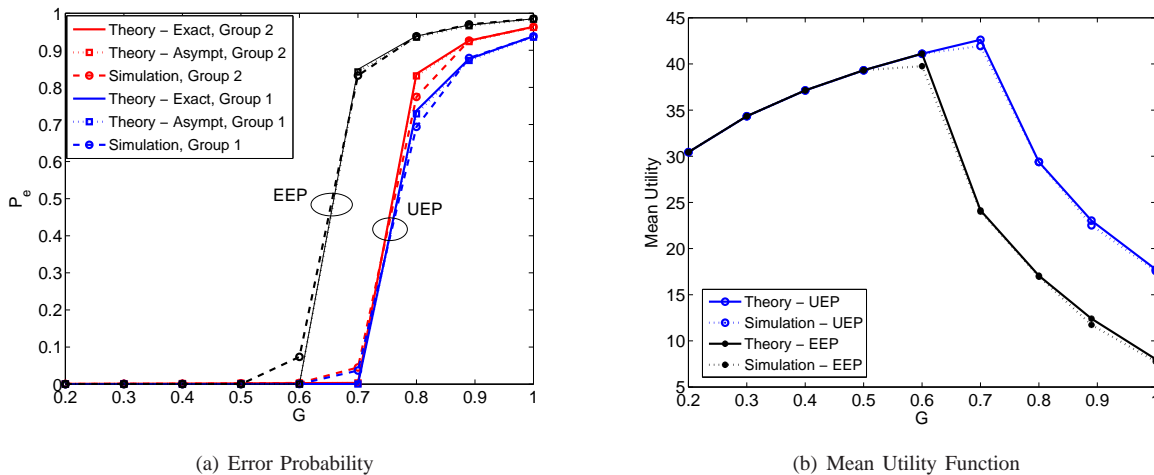 1
0.9
0.8
0.7
0.6
0.5
0.4
0.3
0.2
0.1
0
P_e
Theory − Exact, Group 2
Theory − Asympt, Group 2
Simulation, Group 2
Theory − Exact, Group 1
Theory − Asympt, Group 1
Simulation, Group 1
EEP
UEP
0.2 0.3 0.4 0.5 0.6 0.7 0.8 0.9 1
G
(a) Error Probability
45
40
35
30
25
20
15
10
5
Mean Utility
Theory − UEP
Simulation − UEP
Theory − EEP
Simulation − EEP
0.2 0.3 0.4 0.5 0.6 0.7 0.8 0.9 1
G
(b) Mean Utility Function